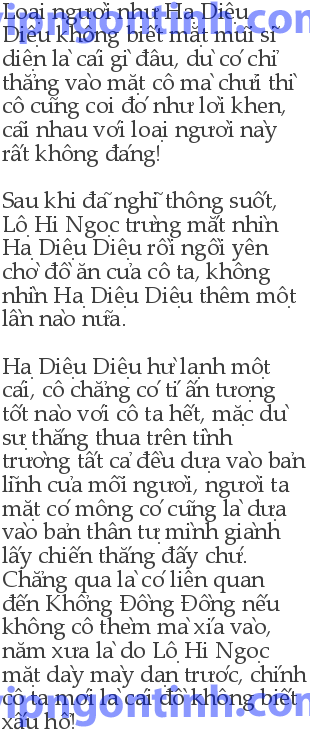 ipngontinh.com
Loại người như Hạ Diệu
Diệu không biết mặt mũi sĩ
diện là cái gì đâu, dù có chỉ
thẳng vào mặt cô mà chửi thì
cô cũng coi đó như lời khen,
cãi nhau với loại người này
rất không đáng!
Sau khi đã nghĩ thông suốt,
Lộ Hi Ngọc trừng mắt nhìn
Hạ Diệu Diệu rồi ngồi yên
chờ đồ ăn của cô ta, không
nhìn Hạ Diệu Diệu thêm một
lần nào nữa.
Hạ Diệu Diệu hừ lạnh một
cái, cô chẳng có tí ấn tượng
tốt nào với cô ta hết, mặc dù
sự thắng thua trên tình
trường tất cả đều dựa vào bản
lĩnh của mỗi người, người ta
mặt có mông có cũng là dựa
vào bản thân tự mình giành
lấy chiến thắng đấy chứ.
Chẳng qua là có liên quan
đến Khổng Đồng Đồng nếu
không cô thèm mà xía vào,
năm xưa là do Lộ Hi Ngọc
mặt dày mày dạn trước, chính
cô ta mới là cái đồ không biết
xấu hổ!
ipngontinh.com